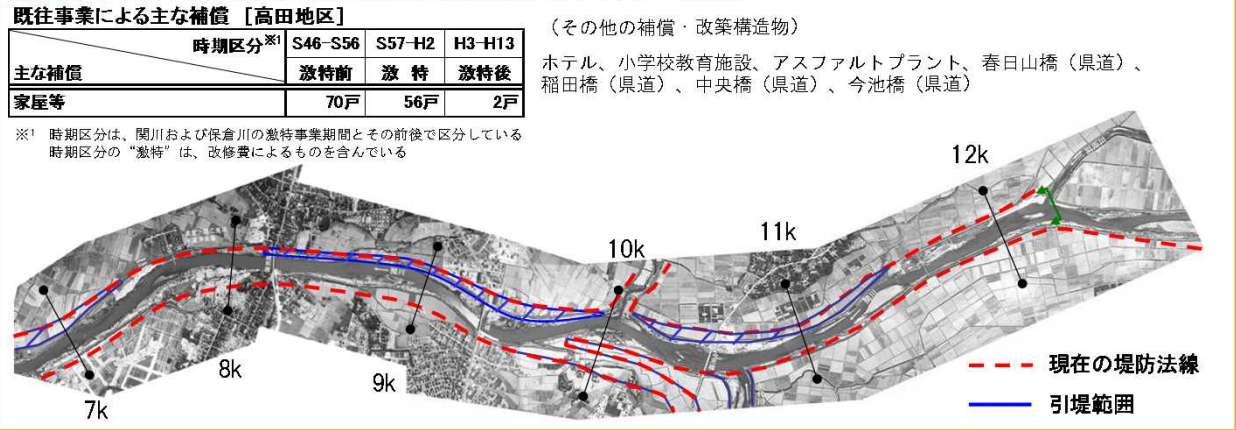 既往事業による主な補償 [高田地区]
時期区分※1 S46-S56 S57-H2 H3-H13
主な補償 激特前 激 特 激特後
家屋等 70戸 56戸 2戸
※1 時期区分は、関川および保倉川の激特事業期間とその前後で区分している
時期区分の“激特”は、改修費によるものを含んでいる
(その他の補償・改築構造物)
ホテル、小学校教育施設、アスファルトプラント、春日山橋(県道)、
稲田橋(県道)、中央橋(県道)、今池橋(県道)
12k
11k
10k
9k
8k
7k
関川
現在の堤防法線
引堤範囲